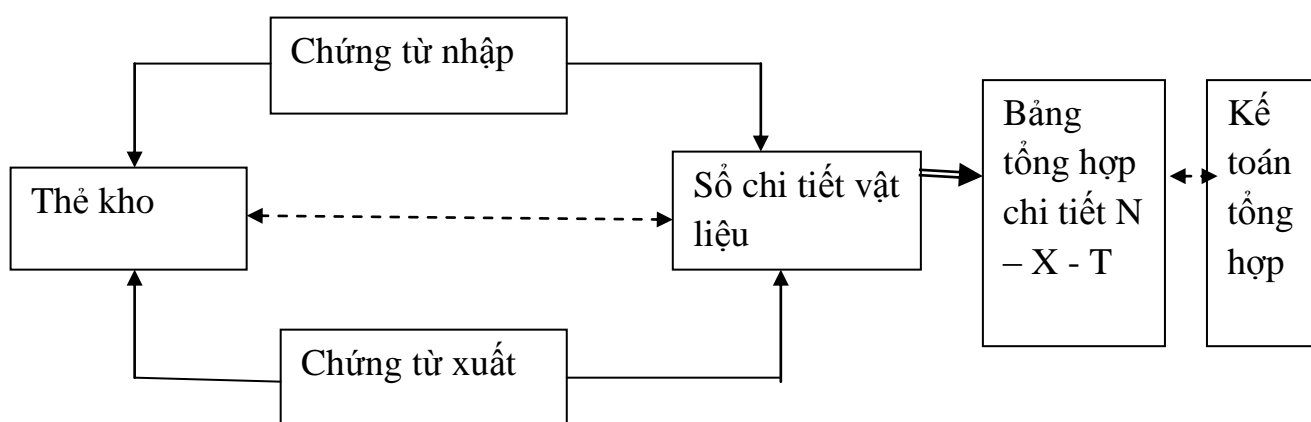 Chứng từ nhập
Thẻ kho
Sổ chi tiết vật
liệu
Bảng
tổng hợp
chi tiết N
– X - T
Kế
toán
tổng
hợp
Chứng từ xuất